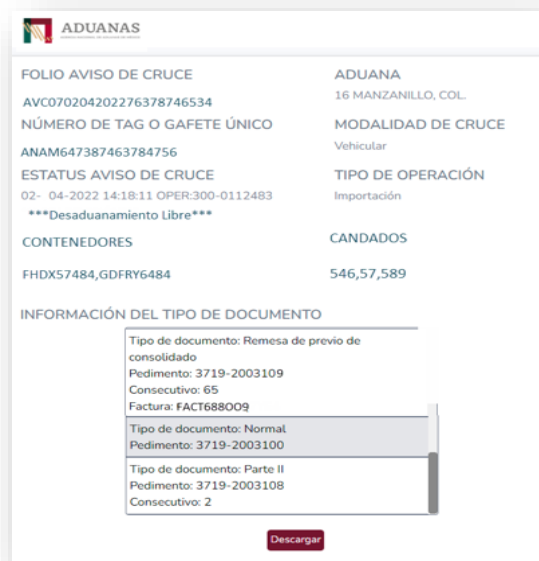 ADUANAS
FOLIO AVISO DE CRUCE
ADUANA
AVC070204202276378746534
16 MANZANILLO, COL.
NÚMERO DE TAG O GAFETE ÚNICO
MODALIDAD DE CRUCE
ANAM647387463784756
Vehicular
ESTATUS AVISO DE CRUCE
TIPO DE OPERACIÓN
02- 04-2022 14:18:11 OPER:300-0112483
Importación
***Desaduanamiento Libre***
CONTENEDORES
CANDADOS
FHDX57484,GDFRY6484
546,57,589
INFORMACIÓN DEL TIPO DE DOCUMENTO
Tipo de documento: Remesa de previo de
consolidado
Pedimento: 3719-2003109
Consecutivo: 65
Factura: FACT688OO9
Tipo de documento: Normal
Pedimento: 3719-2003100
Tipo de documento: Parte II
Pedimento: 3719-2003108
Consecutivo: 2
Descargar